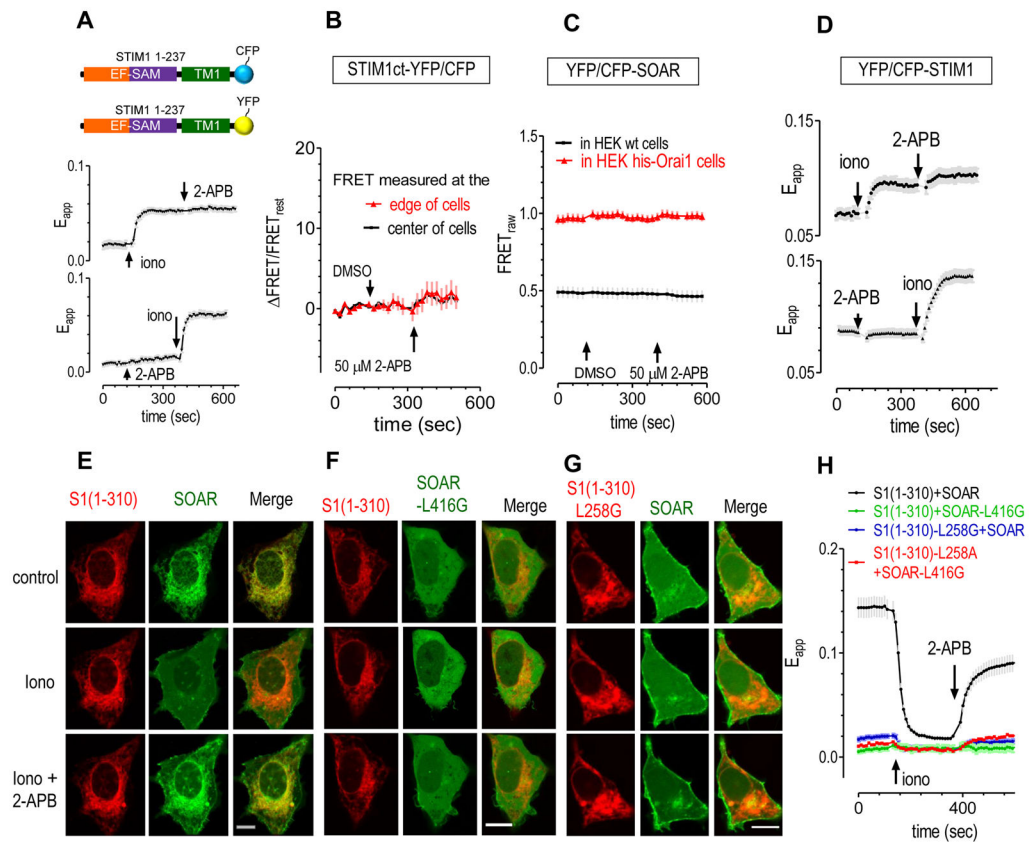 A
STIM1 1-237
CFP
EF-SAM
TM1
STIM1 1-237
YFP
EF-SAM
TM1
0.1
Eapp
0.0
2-APB
iono
0.1
Eapp
0.0
iono
2-APB
0
300
600
time (sec)
B
STIM1ct-YFP/CFP
20
16
12
8
4
0
ΔFRET/FRETrest
FRET measured at the
edge of cells
center of cells
DMSO
50 μM 2-APB
0
300
600
time (sec)
C
YFP/CFP-SOAR
1.5
1.0
0.5
0.0
FRETraw
in HEK wt cells
in HEK his-Orai1 cells
DMSO
50 μM 2-APB
0
300
600
time (sec)
D
YFP/CFP-STIM1
0.15
0.05
Eapp
iono
2-APB
0.15
0.05
Eapp
2-APB
iono
0
300
600
time (sec)
E
S1(1-310)
SOAR
Merge
control
Iono
Iono +
2-APB
F
S1(1-310)
SOAR
-L416G
Merge
G
S1(1-310)
L258G
SOAR
Merge
H
S1(1-310)+SOAR
S1(1-310)+SOAR-L416G
S1(1-310)-L258G+SOAR
S1(1-310)-L258A
+SOAR-L416G
0.2
0.1
0.0
Eapp
2-APB
iono
0
400
time (sec)